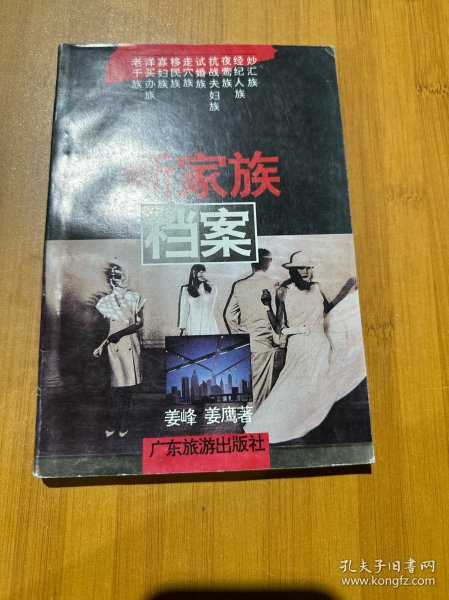 炒汇族
经纪人族
夜莺族
抗战夫妇族
试婚族
走穴族
移民族
寡妇族
洋买办族
老千族
新家族
档案
姜峰 姜鹰著
广东旅游出版社
孔夫子旧书网
www.kongfz.com